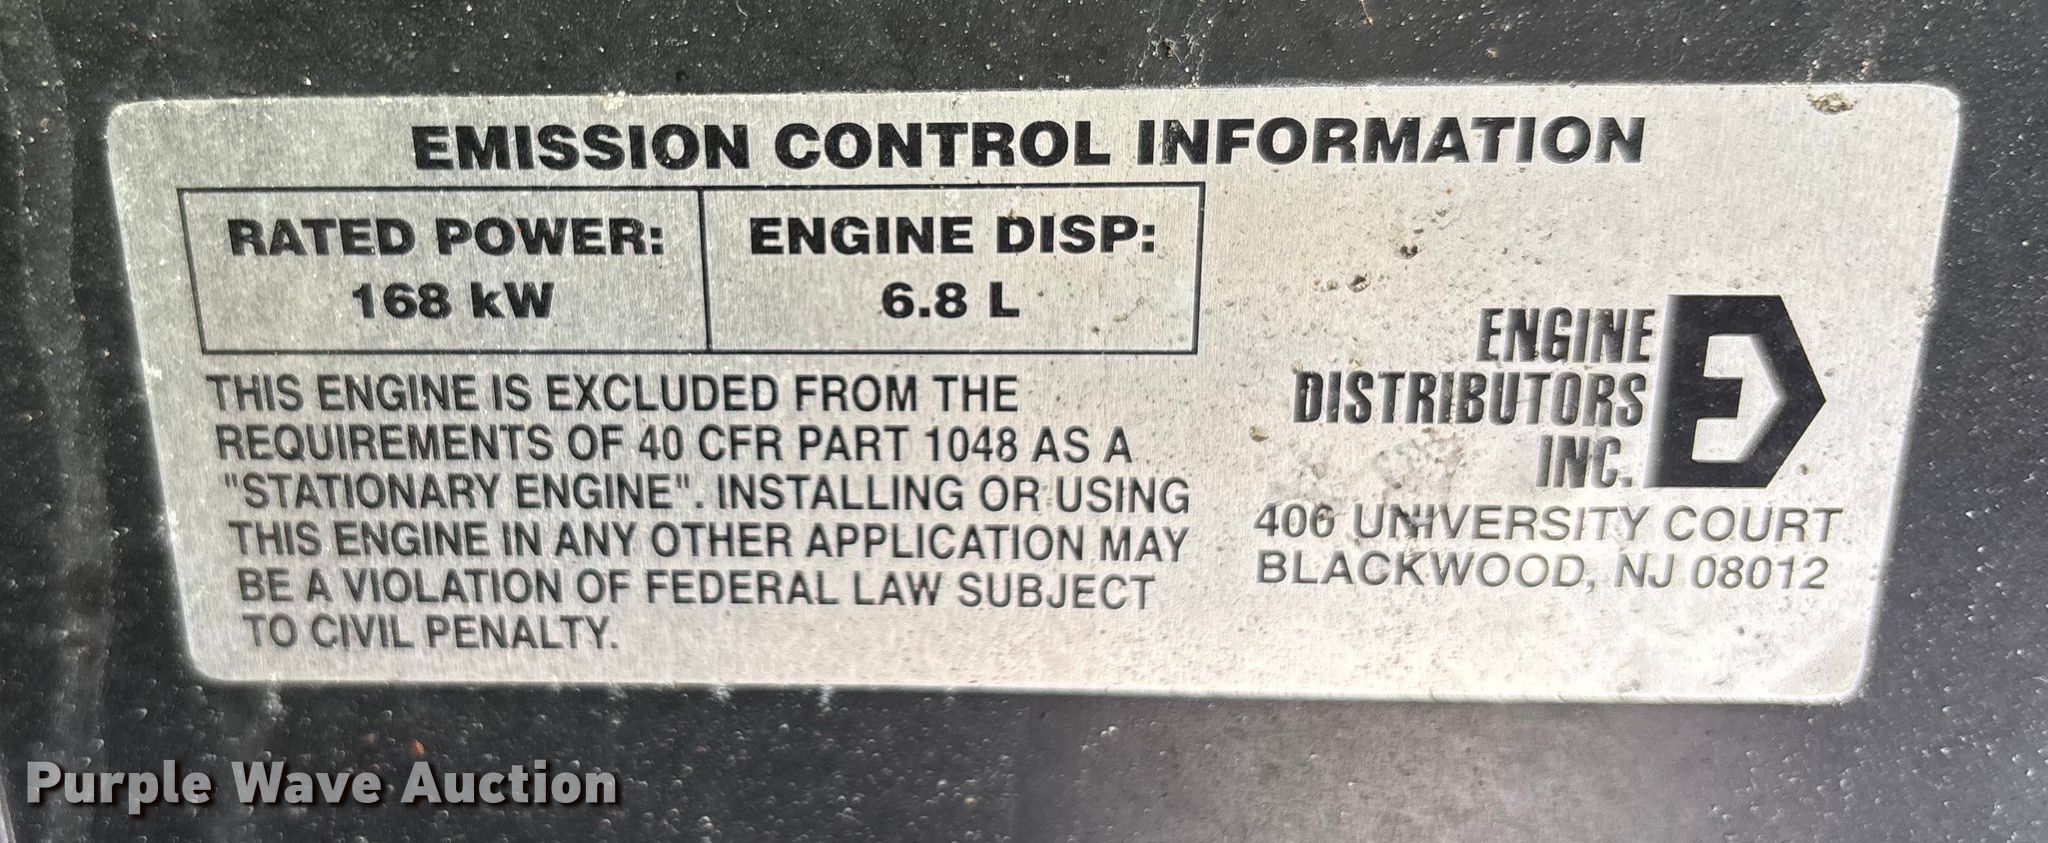 EMISSION CONTROL INFORMATION
RATED POWER:
168 kW
ENGINE DISP:
6.8 L
THIS ENGINE IS EXCLUDED FROM THE
REQUIREMENTS OF 40 CFR PART 1048 AS A
"STATIONARY ENGINE". INSTALLING OR USING
THIS ENGINE IN ANY OTHER APPLICATION MAY
BE A VIOLATION OF FEDERAL LAW SUBJECT
TO CIVIL PENALTY.
ENGINE
DISTRIBUTORS
INC.
406 UNIVERSITY COURT
BLACKWOOD, NJ 08012
Purple Wave Auction